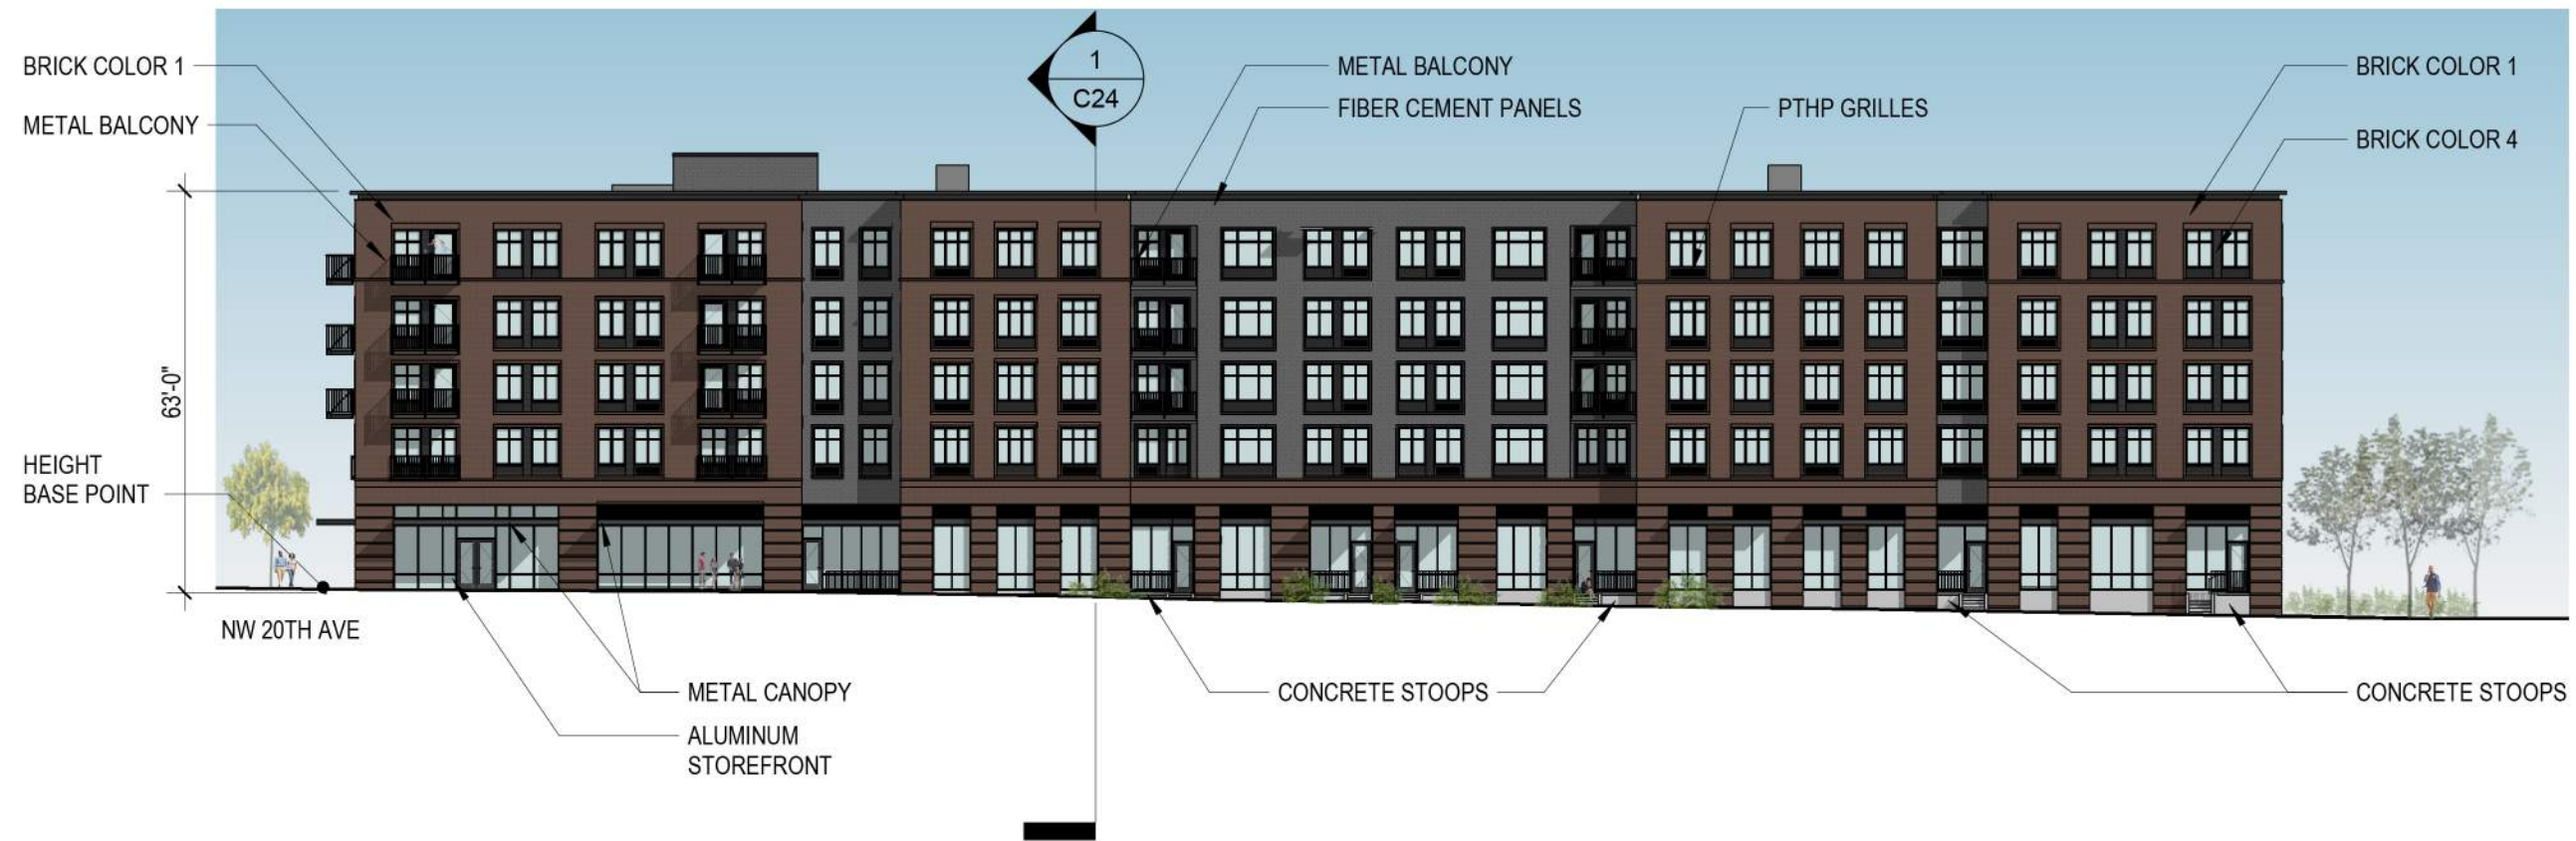 BRICK COLOR 1
METAL BALCONY
1
C24
METAL BALCONY
FIBER CEMENT PANELS
PTHP GRILLES
BRICK COLOR 1
BRICK COLOR 4
63'-0"
HEIGHT
BASE POINT
NW 20TH AVE
METAL CANOPY
ALUMINUM
STOREFRONT
CONCRETE STOOPS
CONCRETE STOOPS